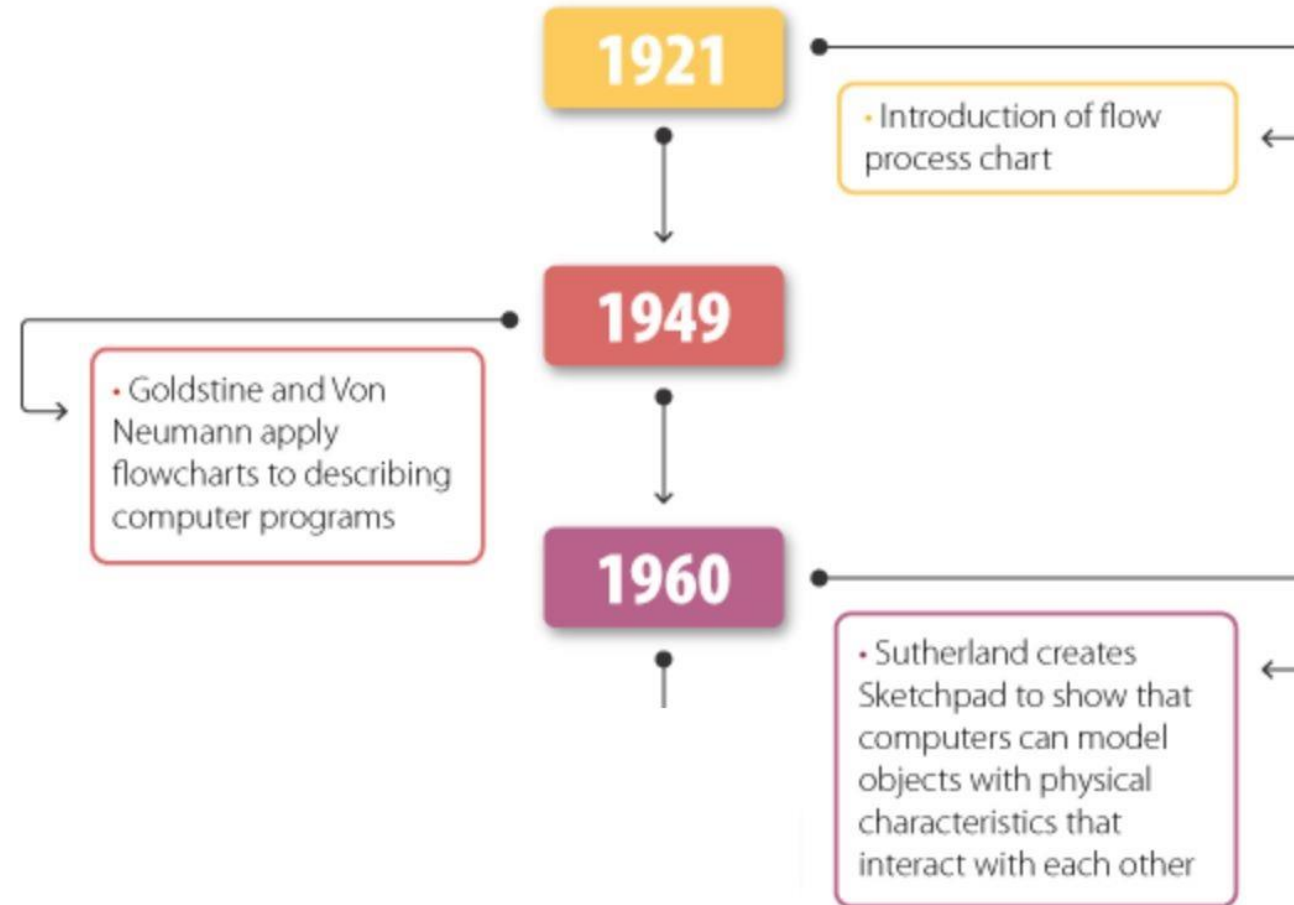 1921
• Introduction of flow
process chart
1949
• Goldstine and Von
Neumann apply
flowcharts to describing
computer programs
1960
• Sutherland creates
Sketchpad to show that
computers can model
objects with physical
characteristics that
interact with each other